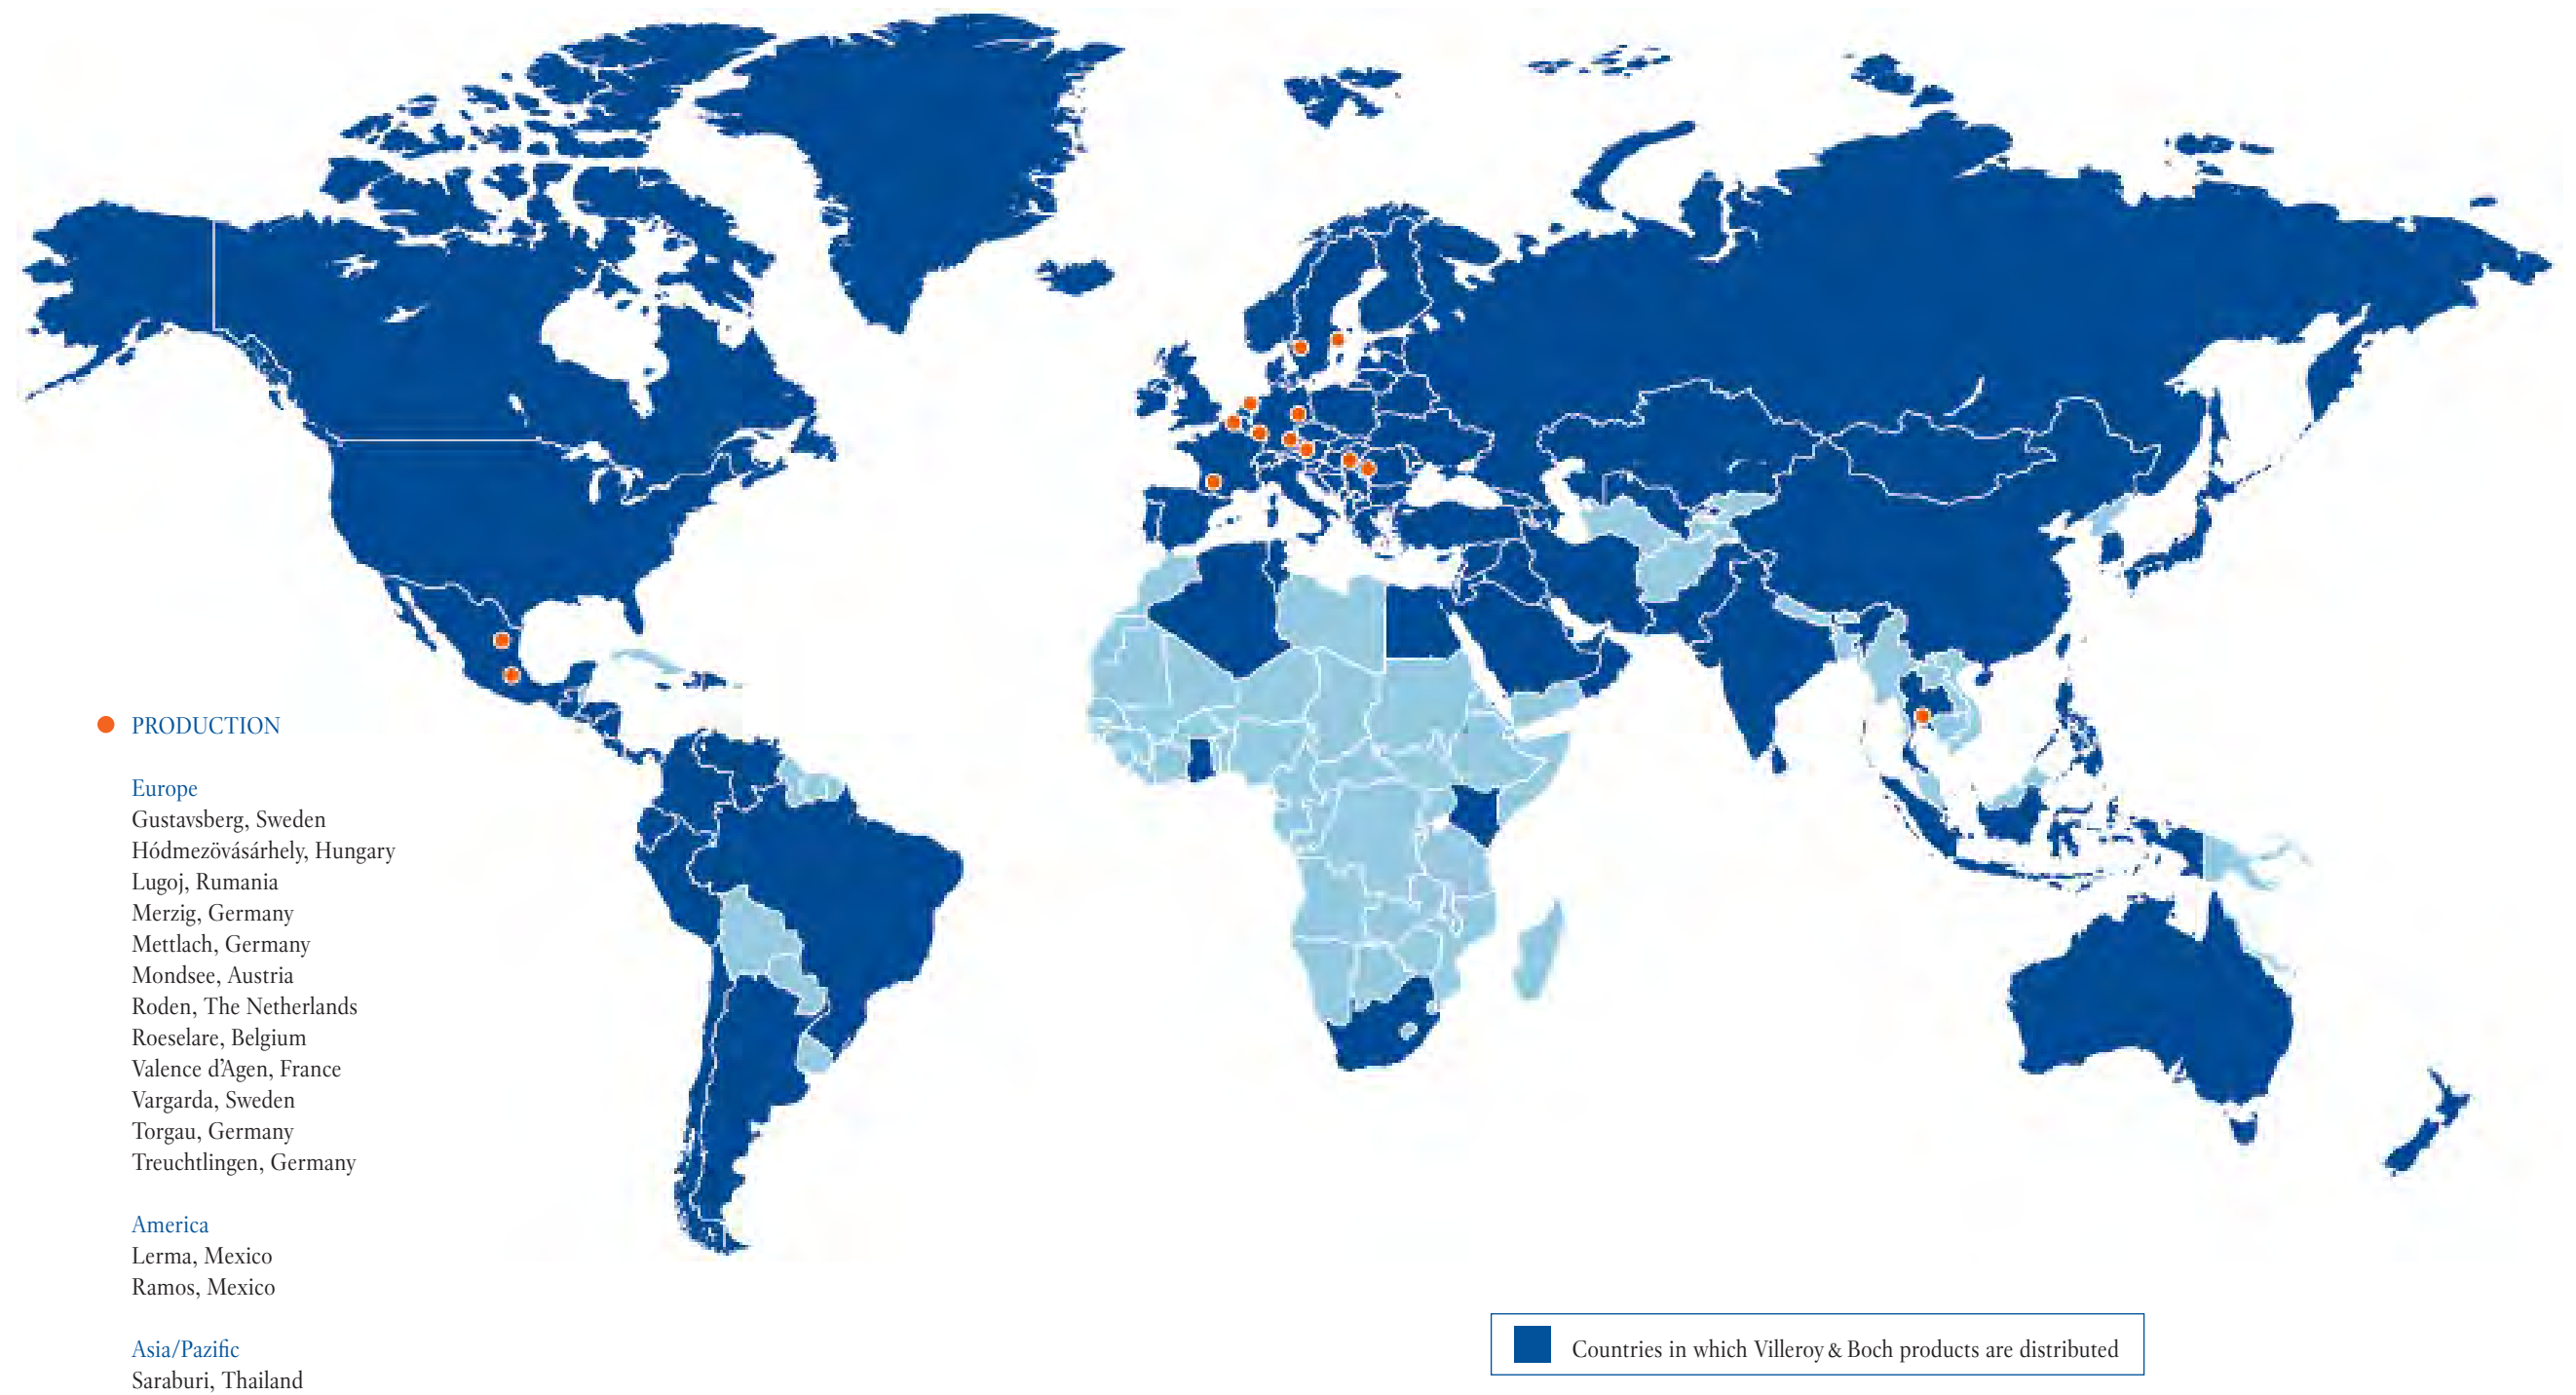 PRODUCTION
Europe
Gustavsberg, Sweden
Hódmezövásárhely, Hungary
Lugoj, Rumania
Merzig, Germany
Mettlach, Germany
Mondsee, Austria
Roden, The Netherlands
Roeselare, Belgium
Valence d’Agen, France
Vargarda, Sweden
Torgau, Germany
Treuchtlingen, Germany
America
Lerma, Mexico
Ramos, Mexico
Asia/Pazific
Saraburi, Thailand
Countries in which Villeroy & Boch products are distributed